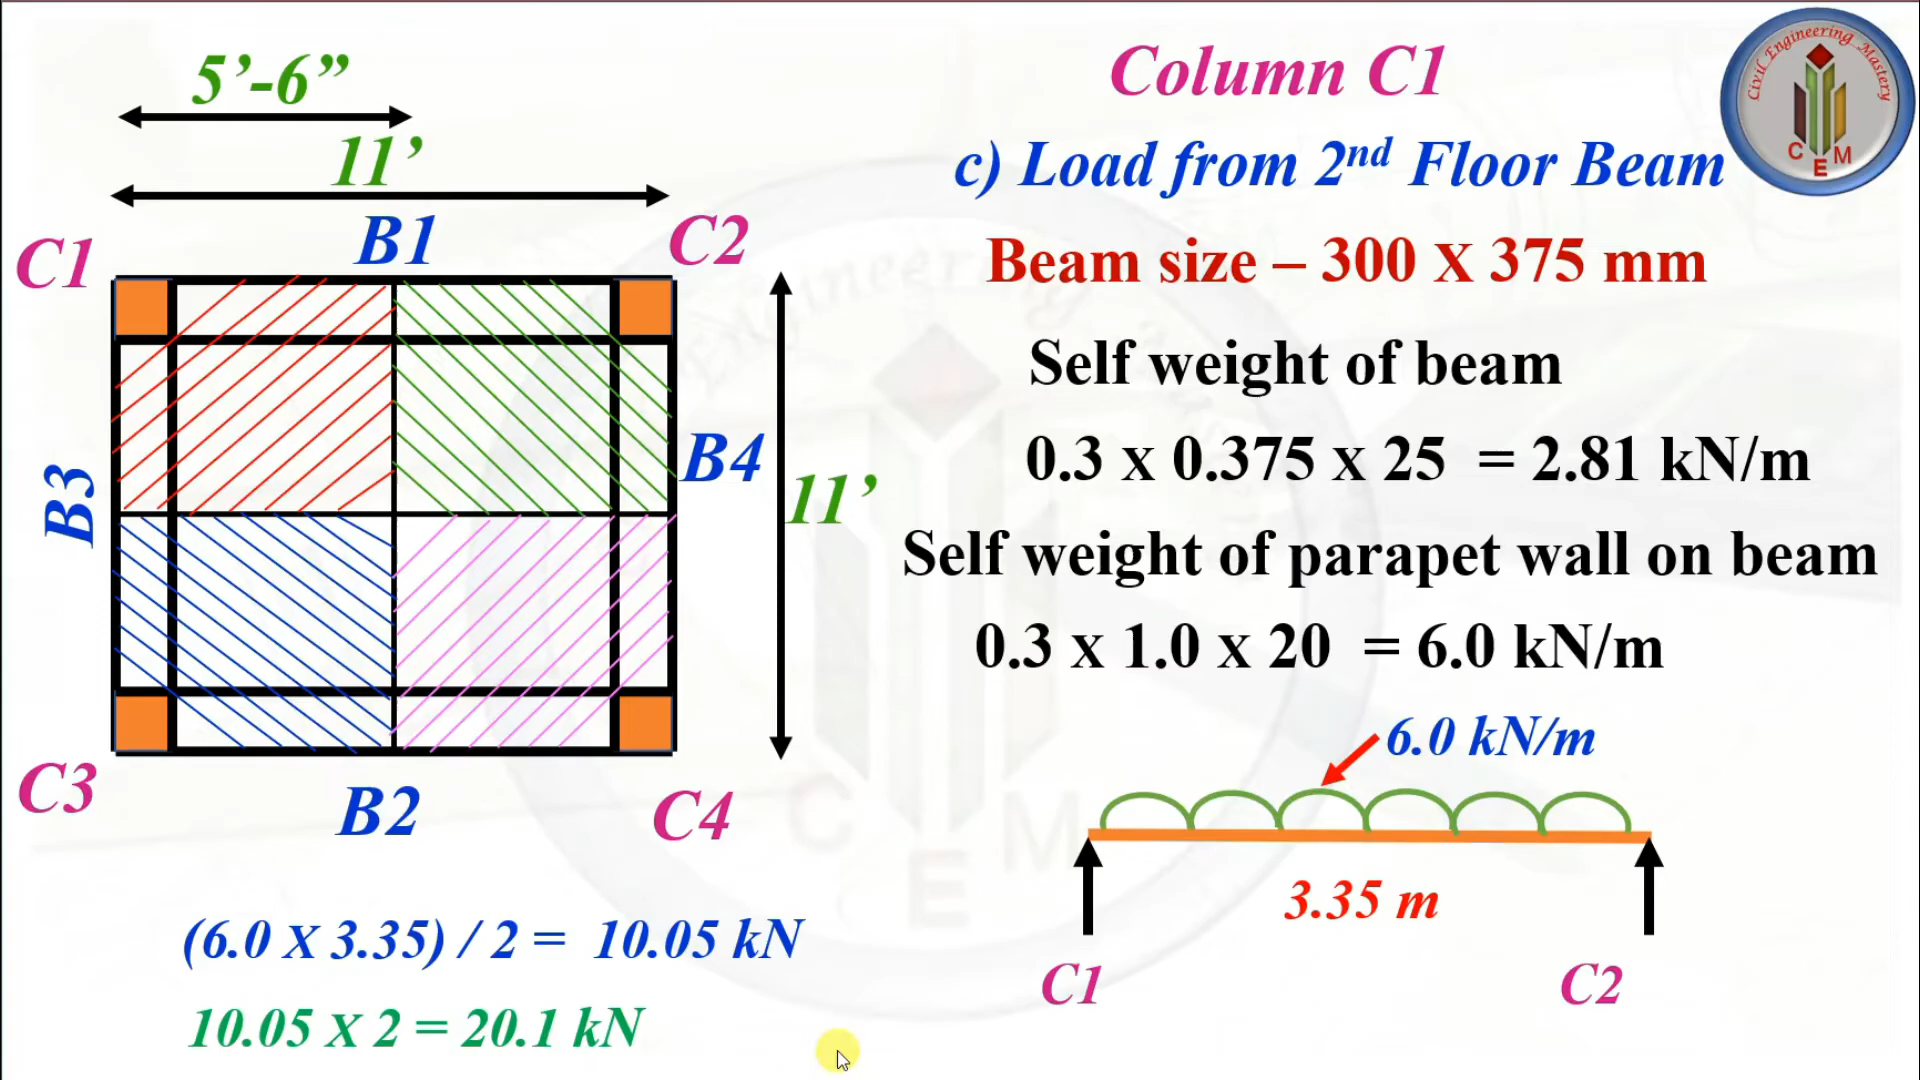 5’-6”
11’
B1
C1
C2
B3
B4
11’
C3
B2
C4
(6.0 X 3.35) / 2 = 10.05 kN
10.05 X 2 = 20.1 kN
Column C1
c) Load from 2nd Floor Beam
Beam size – 300 X 375 mm
Self weight of beam
0.3 X 0.375 X 25 = 2.81 kN/m
Self weight of parapet wall on beam
0.3 X 1.0 X 20 = 6.0 kN/m
6.0 kN/m
3.35 m
C1
C2
Civil Engineering Mastery
C E M
C E M